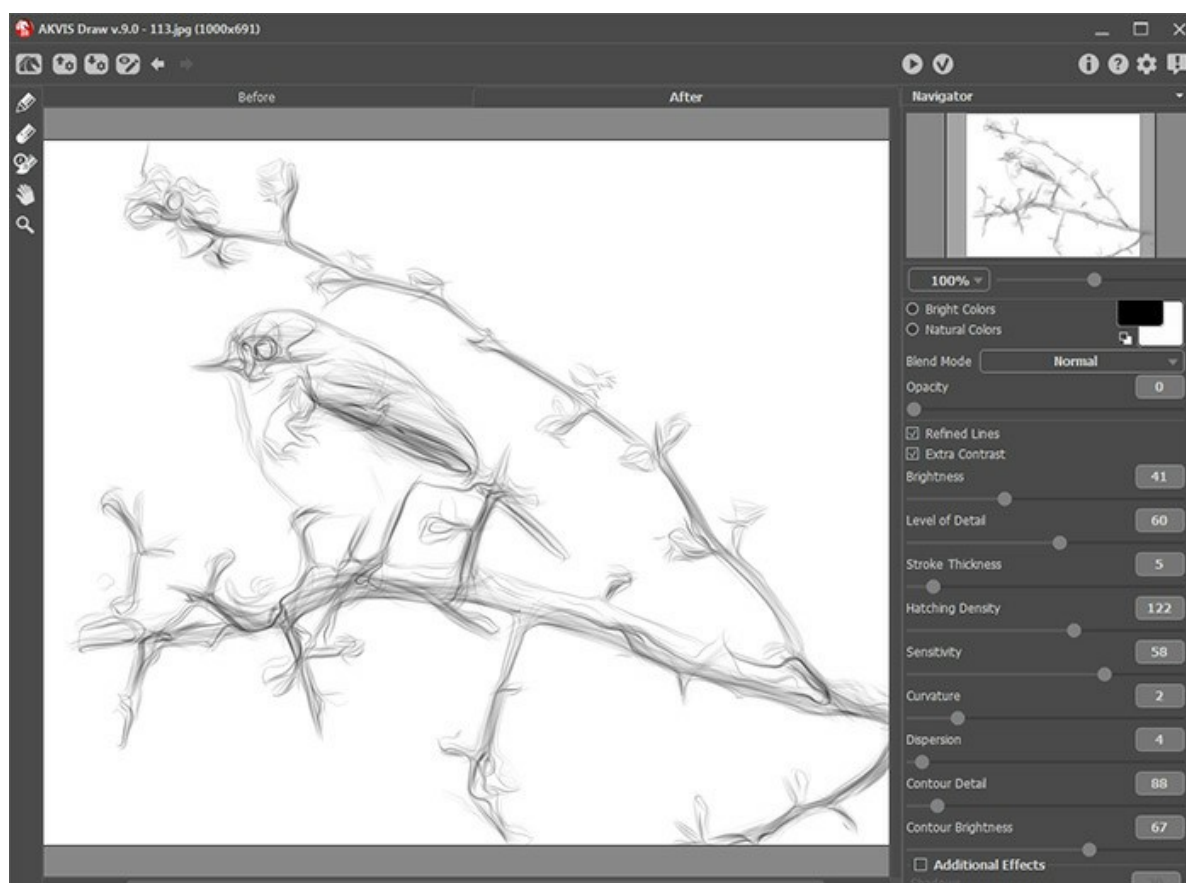 AKVIS Draw v.9.0 - 113.jpg (1000x691)
Before
After
Navigator
100%
Bright Colors
Natural Colors
Blend Mode Normal
Opacity 0
Refined Lines
Extra Contrast
Brightness 41
Level of Detail 60
Stroke Thickness 5
Hatching Density 122
Sensitivity 58
Curvature 2
Dispersion 4
Contour Detail 88
Contour Brightness 67
Additional Effects